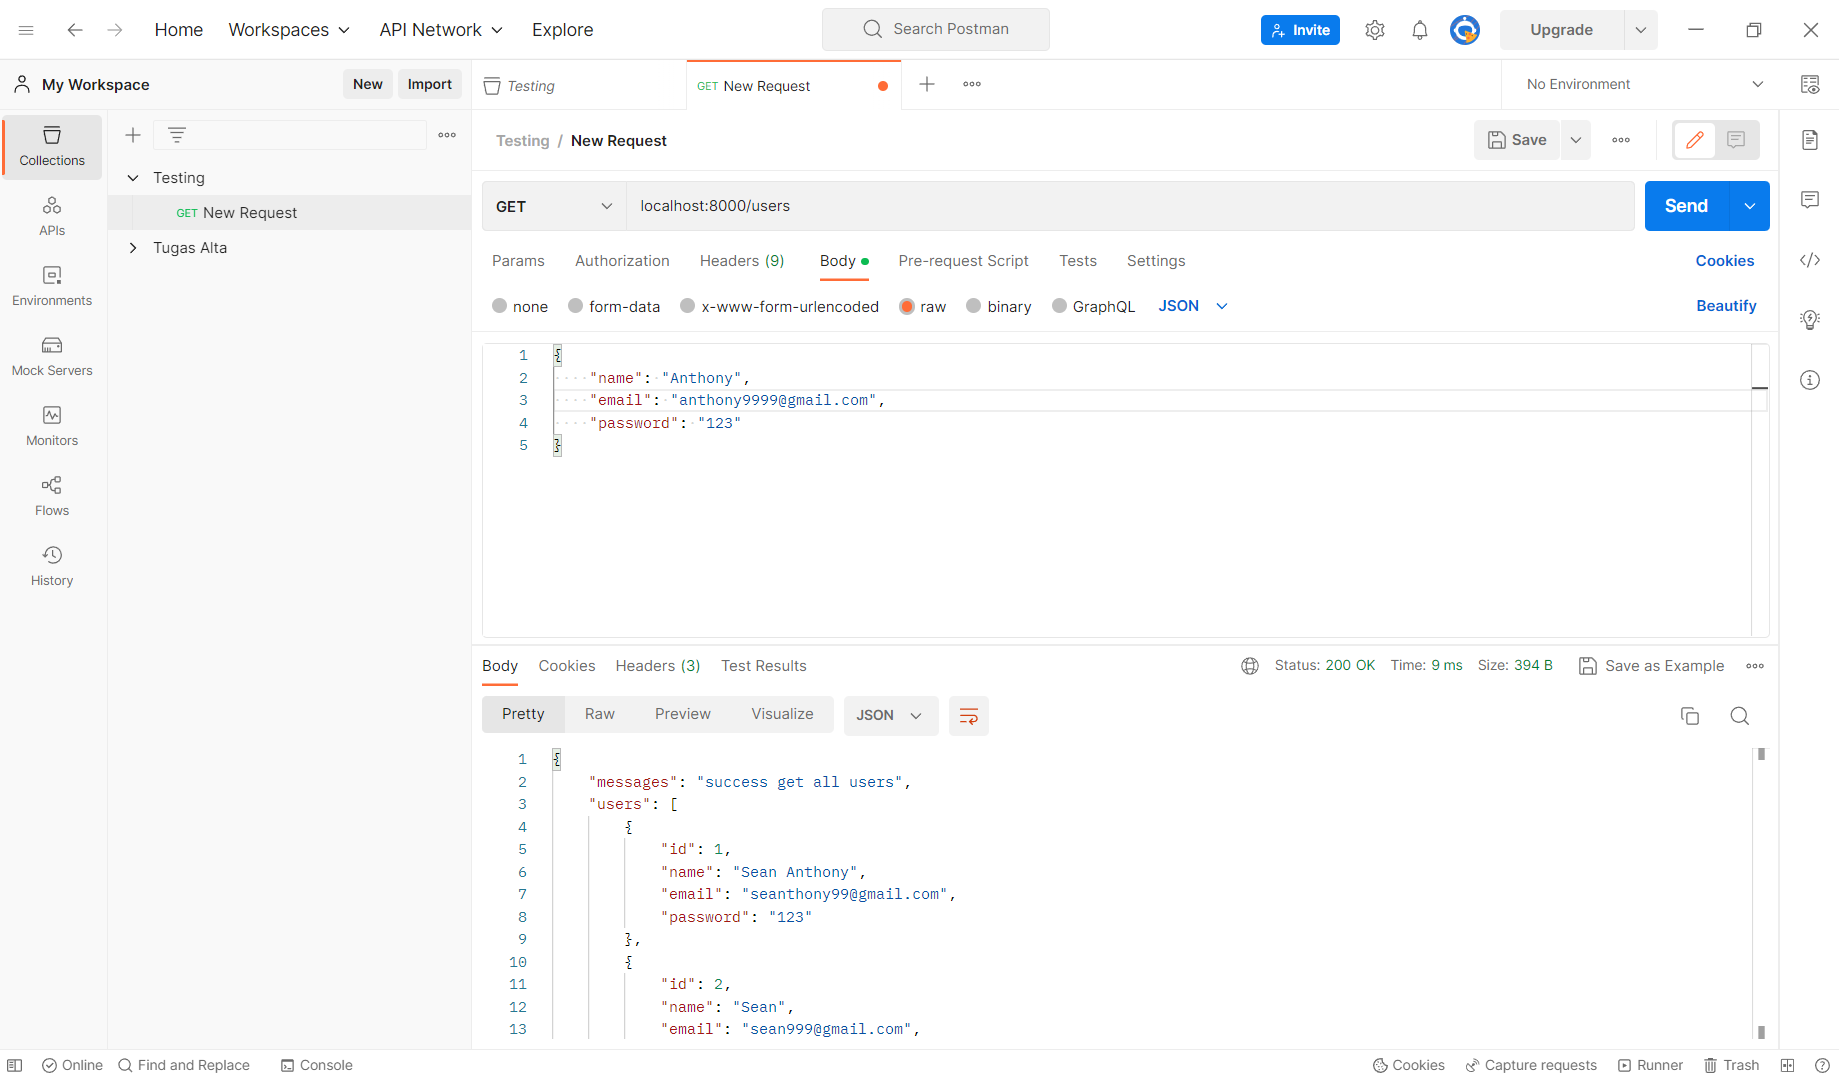 Home Workspaces API Network Explore Search Postman Invite Upgrade
My Workspace New Import Testing GET New Request No Environment
Collections
APIs
Environments
Mock Servers
Monitors
Flows
History
Testing
GET New Request
Tugas Alta
Testing / New Request Save
GET localhost:8000/users Send
Params Authorization Headers (9) Body Pre-request Script Tests Settings Cookies
none form-data x-www-form-urlencoded raw binary GraphQL JSON Beautify
1 {
2 "name": "Anthony",
3 "email": "anthony9999@gmail.com",
4 "password": "123"
5 }
Body Cookies Headers (3) Test Results Status: 200 OK Time: 9 ms Size: 394 B Save as Example
Pretty Raw Preview Visualize JSON
1 {
2 "messages": "success get all users",
3 "users": [
4 {
5 "id": 1,
6 "name": "Sean Anthony",
7 "email": "seanthony99@gmail.com",
8 "password": "123"
9 },
10 {
11 "id": 2,
12 "name": "Sean",
13 "email": "sean999@gmail.com",
Online Find and Replace Console Cookies Capture requests Runner Trash